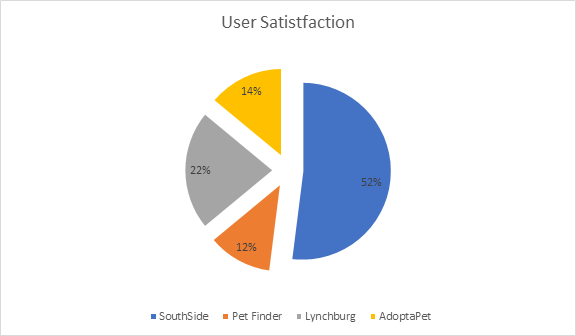 User Satistfaction
14%
52%
22%
12%
SouthSide Pet Finder Lynchburg AdoptaPet